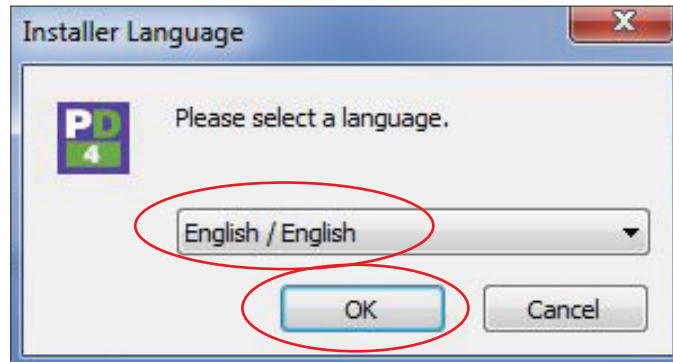 Installer Language
PD
4
Please select a language.
English / English
OK
Cancel